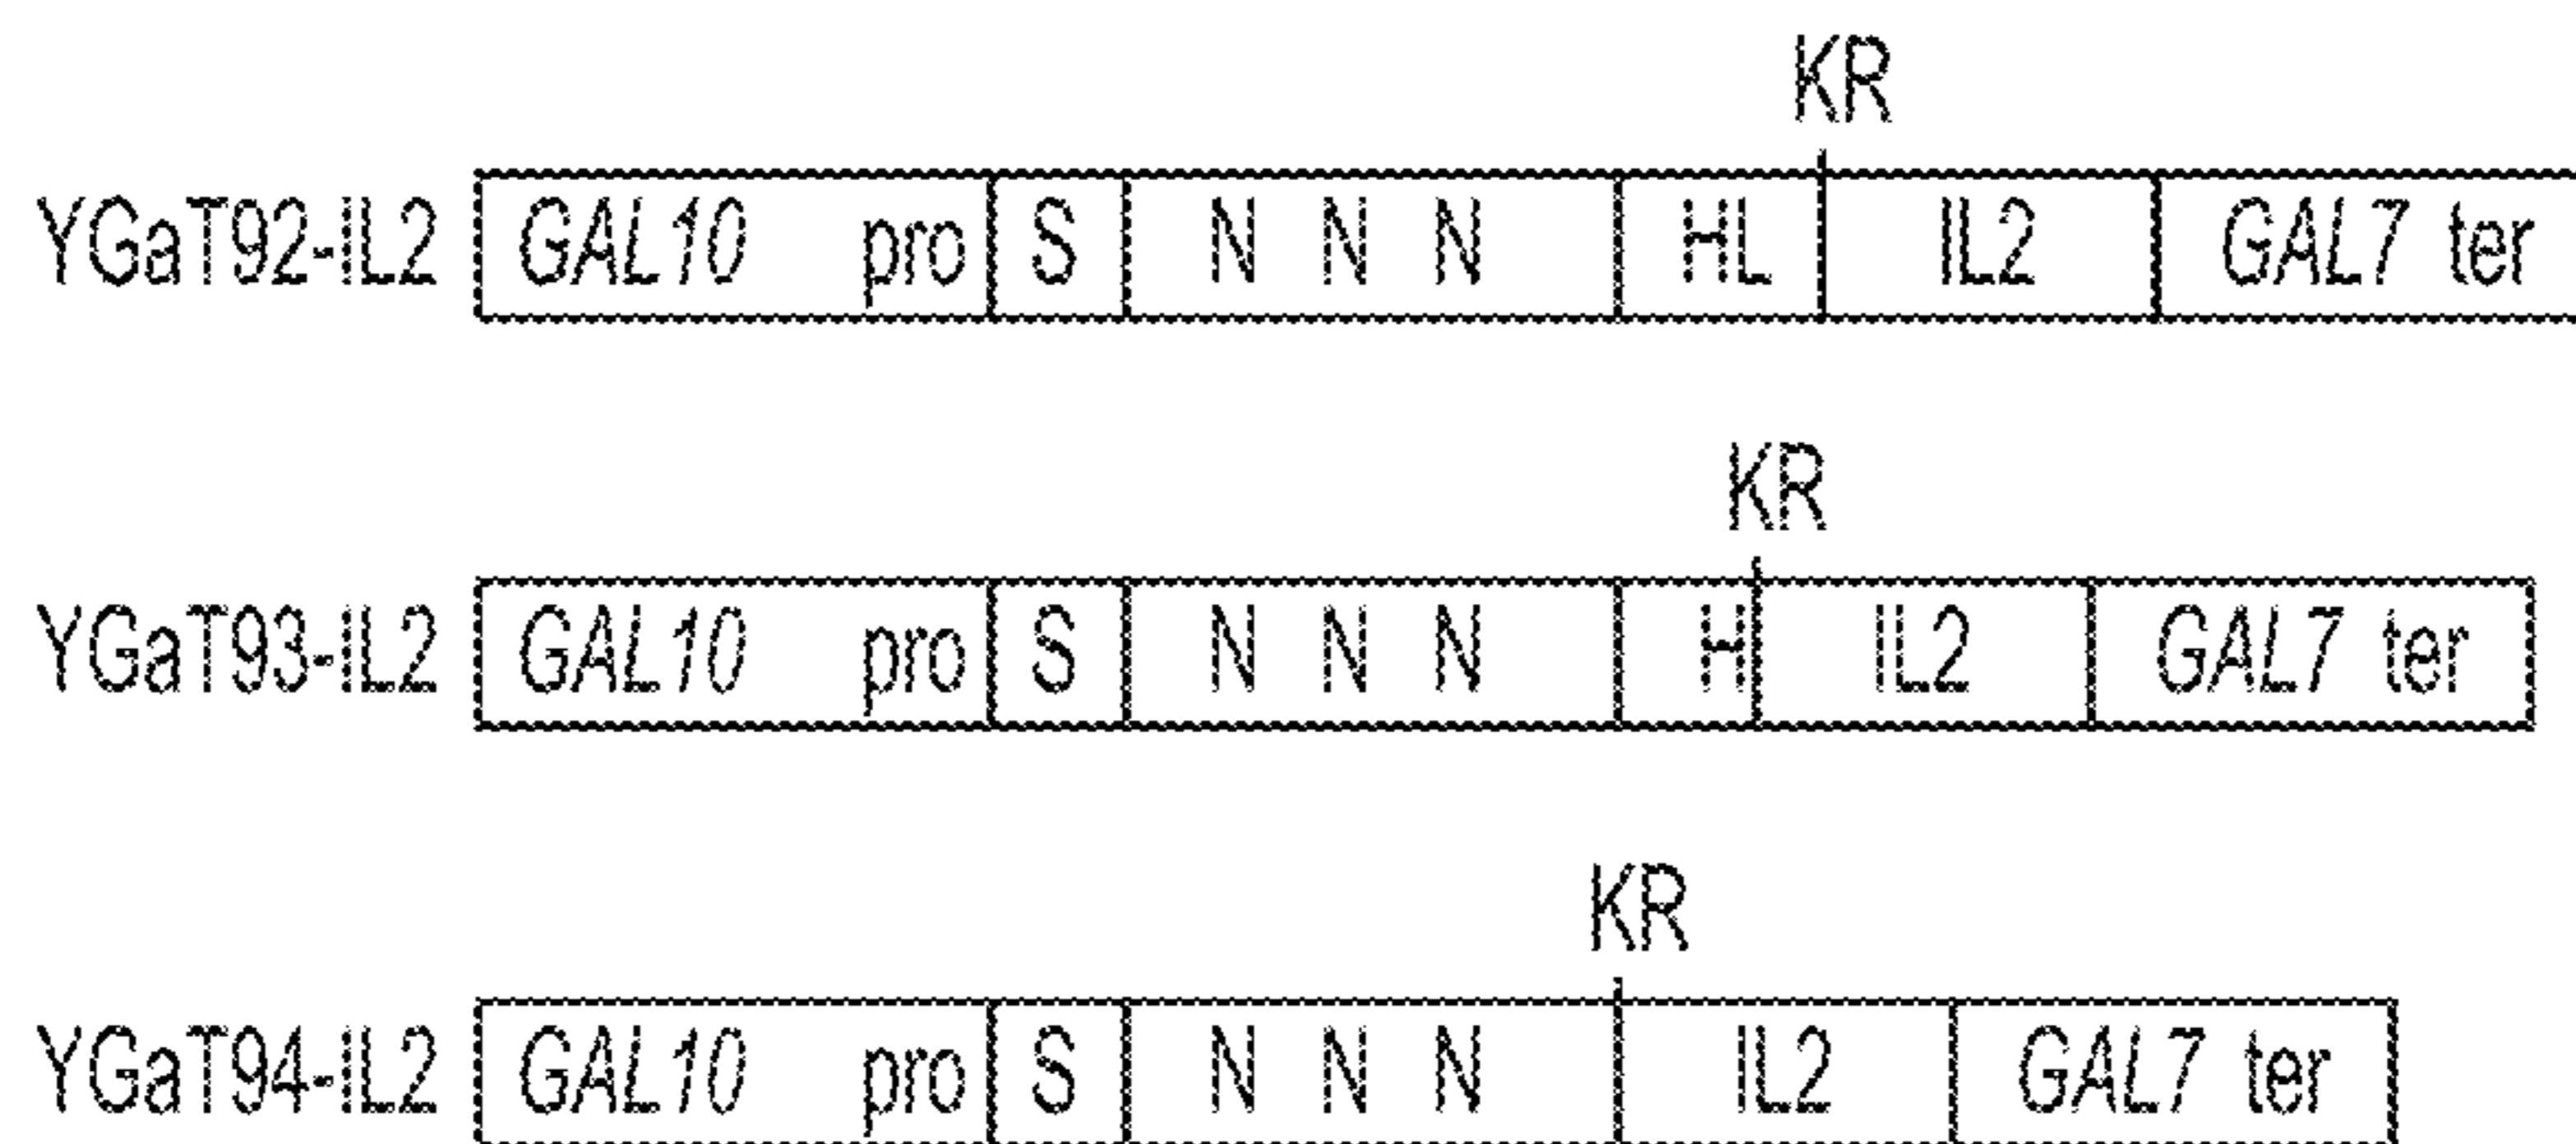 KR
YGaT92-IL2 GAL10 pro S N N N HL IL2 GAL7 ter
KR
YGaT93-IL2 GAL10 pro S N N N H IL2 GAL7 ter
KR
YGaT94-IL2 GAL10 pro S N N N IL2 GAL7 ter